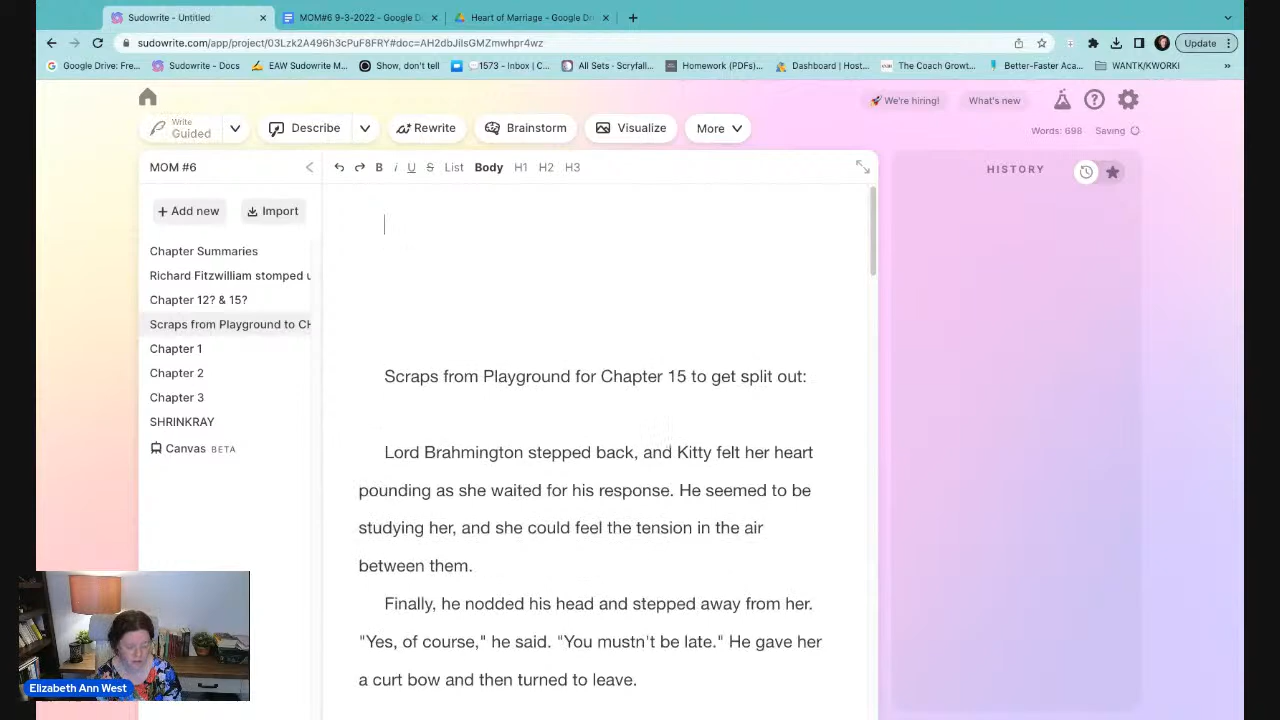 Sudowrite - Untitled
MOM#6 9-3-2022 - Google D
Heart of Marriage - Google Dr
sudowrite.com/app/project/03Lzk2A496h3cPuF8FRY#doc=AH2dbJiIsGMZmwhpr4wz
Update
Google Drive: Fre...
Sudowrite - Docs
EAW Sudowrite M...
Show, don't tell
1573 - Inbox | C...
All Sets · Scryfall...
Homework (PDFs)...
Dashboard | Host...
The Coach Growt...
Better-Faster Aca...
WANTK/KWORKI
»
We're hiring!
What's new
Write
Guided
Describe
Rewrite
Brainstorm
Visualize
More
Words: 698
Saving
MOM #6
B i U S List Body H1 H2 H3
HISTORY
+ Add new
Import
Chapter Summaries
Richard Fitzwilliam stomped u
Chapter 12? & 15?
Scraps from Playground to CH
Chapter 1
Chapter 2
Chapter 3
SHRINKRAY
Canvas BETA
Scraps from Playground for Chapter 15 to get split out:
Lord Brahmington stepped back, and Kitty felt her heart
pounding as she waited for his response. He seemed to be
studying her, and she could feel the tension in the air
between them.
Finally, he nodded his head and stepped away from her.
"Yes, of course," he said. "You mustn't be late." He gave her
a curt bow and then turned to leave.
Elizabeth Ann West